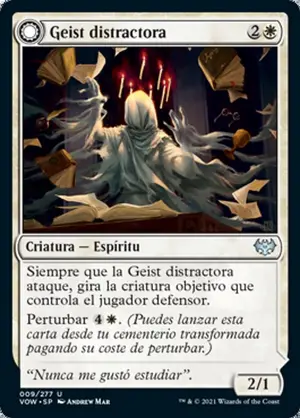 Geist distractora 2
Criatura — Espíritu
Siempre que la Geist distractora
ataque, gira la criatura objetivo que
controla el jugador defensor.
Perturbar 4. (Puedes lanzar esta
carta desde tu cementerio transformada
pagando su coste de perturbar.)
"Nunca me gustó estudiar".
2/1
009/277 U
VOW • SP Andrew Mar
™ & © 2021 Wizards of the Coast